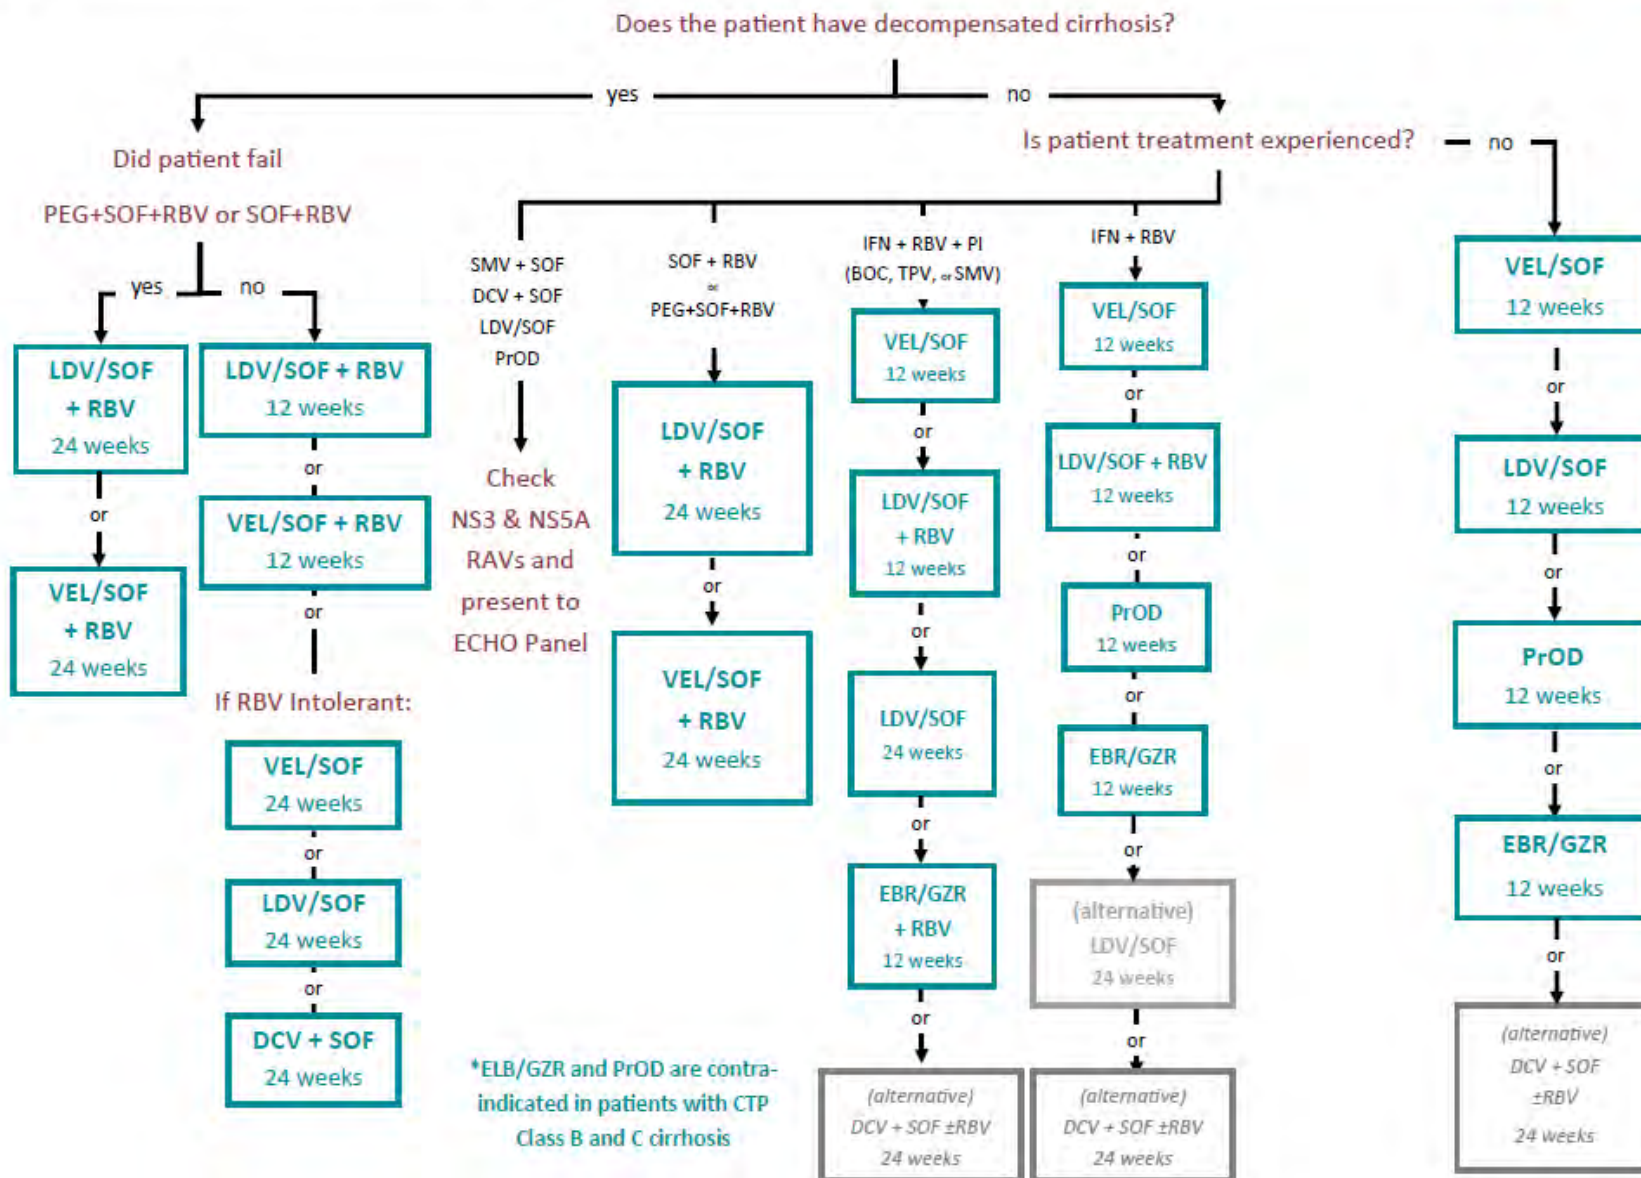 Does the patient have decompensated cirrhosis?
yes
no
Did patient fail
PEG+SOF+RBV or SOF+RBV
yes
no
LDV/SOF
+ RBV
24 weeks
or
VEL/SOF
+ RBV
24 weeks
LDV/SOF + RBV
12 weeks
or
VEL/SOF + RBV
12 weeks
or
If RBV Intolerant:
VEL/SOF
24 weeks
or
LDV/SOF
24 weeks
or
DCV + SOF
24 weeks
Is patient treatment experienced?
no
SMV + SOF
DCV + SOF
LDV/SOF
PrOD
Check
NS3 & NS5A
RAVs and
present to
ECHO Panel
SOF + RBV
or
PEG+SOF+RBV
LDV/SOF
+ RBV
24 weeks
or
VEL/SOF
+ RBV
24 weeks
IFN + RBV + PI
(BOC, TPV, or SMV)
VEL/SOF
12 weeks
or
LDV/SOF
+ RBV
12 weeks
or
LDV/SOF
24 weeks
or
EBR/GZR
+ RBV
12 weeks
or
(alternative)
DCV + SOF ±RBV
24 weeks
IFN + RBV
VEL/SOF
12 weeks
or
LDV/SOF + RBV
12 weeks
or
PrOD
12 weeks
or
EBR/GZR
12 weeks
or
(alternative)
LDV/SOF
24 weeks
or
(alternative)
DCV + SOF ±RBV
24 weeks
VEL/SOF
12 weeks
or
LDV/SOF
12 weeks
or
PrOD
12 weeks
or
EBR/GZR
12 weeks
or
(alternative)
DCV + SOF
±RBV
24 weeks
*ELB/GZR and PrOD are contra-
indicated in patients with CTP
Class B and C cirrhosis